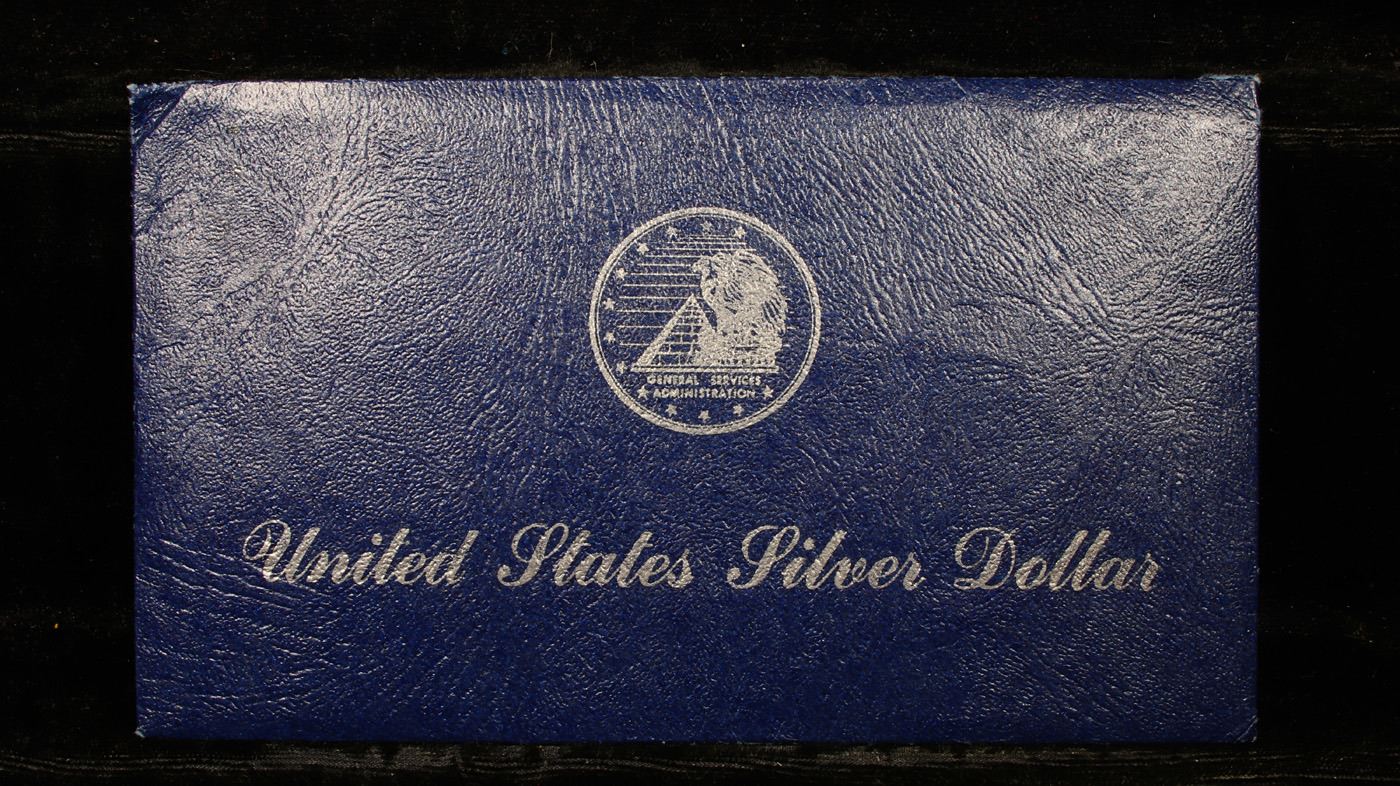 GENERAL SERVICES
ADMINISTRATION
United States Silver Dollar